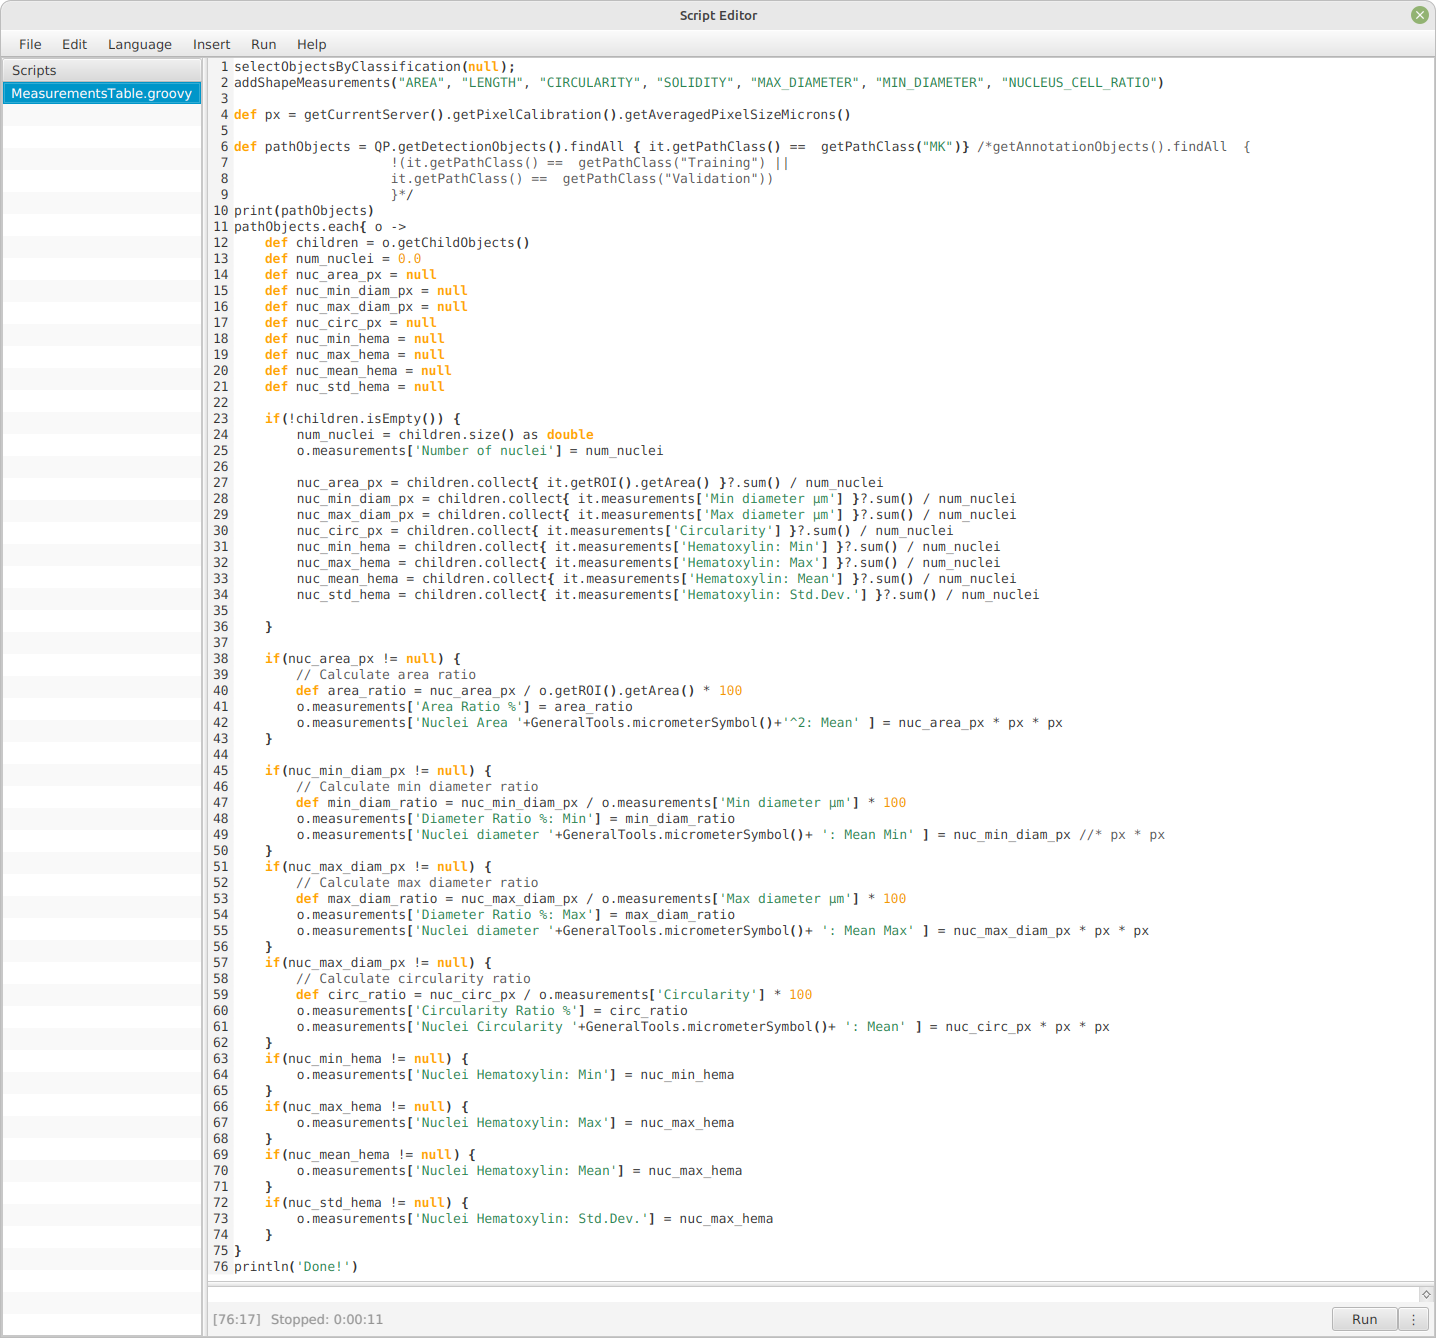 Script Editor
File Edit Language Insert Run Help
Scripts
MeasurementsTable.groovy
1 selectObjectsByClassification(null);
2 addShapeMeasurements("AREA", "LENGTH", "CIRCULARITY", "SOLIDITY", "MAX_DIAMETER", "MIN_DIAMETER", "NUCLEUS_CELL_RATIO")
3
4 def px = getCurrentServer().getPixelCalibration().getAveragedPixelSizeMicrons()
5
6 def pathObjects = QP.getDetectionObjects().findAll { it.getPathClass() ==  getPathClass("MK")} /*getAnnotationObjects().findAll  {
7                     !(it.getPathClass() ==  getPathClass("Training") ||
8                     it.getPathClass() ==  getPathClass("Validation"))
9                     }*/
10 print(pathObjects)
11 pathObjects.each{ o ->
12     def children = o.getChildObjects()
13     def num_nuclei = 0.0
14     def nuc_area_px = null
15     def nuc_min_diam_px = null
16     def nuc_max_diam_px = null
17     def nuc_circ_px = null
18     def nuc_min_hema = null
19     def nuc_max_hema = null
20     def nuc_mean_hema = null
21     def nuc_std_hema = null
22
23     if(!children.isEmpty()) {
24         num_nuclei = children.size() as double
25         o.measurements['Number of nuclei'] = num_nuclei
26
27         nuc_area_px = children.collect{ it.getROI().getArea() }?.sum() / num_nuclei
28         nuc_min_diam_px = children.collect{ it.measurements['Min diameter µm'] }?.sum() / num_nuclei
29         nuc_max_diam_px = children.collect{ it.measurements['Max diameter µm'] }?.sum() / num_nuclei
30         nuc_circ_px = children.collect{ it.measurements['Circularity'] }?.sum() / num_nuclei
31         nuc_min_hema = children.collect{ it.measurements['Hematoxylin: Min'] }?.sum() / num_nuclei
32         nuc_max_hema = children.collect{ it.measurements['Hematoxylin: Max'] }?.sum() / num_nuclei
33         nuc_mean_hema = children.collect{ it.measurements['Hematoxylin: Mean'] }?.sum() / num_nuclei
34         nuc_std_hema = children.collect{ it.measurements['Hematoxylin: Std.Dev.'] }?.sum() / num_nuclei
35
36     }
37
38     if(nuc_area_px != null) {
39         // Calculate area ratio
40         def area_ratio = nuc_area_px / o.getROI().getArea() * 100
41         o.measurements['Area Ratio %'] = area_ratio
42         o.measurements['Nuclei Area '+GeneralTools.micrometerSymbol()+'^2: Mean' ] = nuc_area_px * px * px
43     }
44
45     if(nuc_min_diam_px != null) {
46         // Calculate min diameter ratio
47         def min_diam_ratio = nuc_min_diam_px / o.measurements['Min diameter µm'] * 100
48         o.measurements['Diameter Ratio %: Min'] = min_diam_ratio
49         o.measurements['Nuclei diameter '+GeneralTools.micrometerSymbol()+ ': Mean Min' ] = nuc_min_diam_px //* px * px
50     }
51     if(nuc_max_diam_px != null) {
52         // Calculate max diameter ratio
53         def max_diam_ratio = nuc_max_diam_px / o.measurements['Max diameter µm'] * 100
54         o.measurements['Diameter Ratio %: Max'] = max_diam_ratio
55         o.measurements['Nuclei diameter '+GeneralTools.micrometerSymbol()+ ': Mean Max' ] = nuc_max_diam_px * px * px
56     }
57     if(nuc_max_diam_px != null) {
58         // Calculate circularity ratio
59         def circ_ratio = nuc_circ_px / o.measurements['Circularity'] * 100
60         o.measurements['Circularity Ratio %'] = circ_ratio
61         o.measurements['Nuclei Circularity '+GeneralTools.micrometerSymbol()+ ': Mean' ] = nuc_circ_px * px * px
62     }
63     if(nuc_min_hema != null) {
64         o.measurements['Nuclei Hematoxylin: Min'] = nuc_min_hema
65     }
66     if(nuc_max_hema != null) {
67         o.measurements['Nuclei Hematoxylin: Max'] = nuc_max_hema
68     }
69     if(nuc_mean_hema != null) {
70         o.measurements['Nuclei Hematoxylin: Mean'] = nuc_max_hema
71     }
72     if(nuc_std_hema != null) {
73         o.measurements['Nuclei Hematoxylin: Std.Dev.'] = nuc_max_hema
74     }
75 }
76 println('Done!')
[76:17] Stopped: 0:00:11
Run